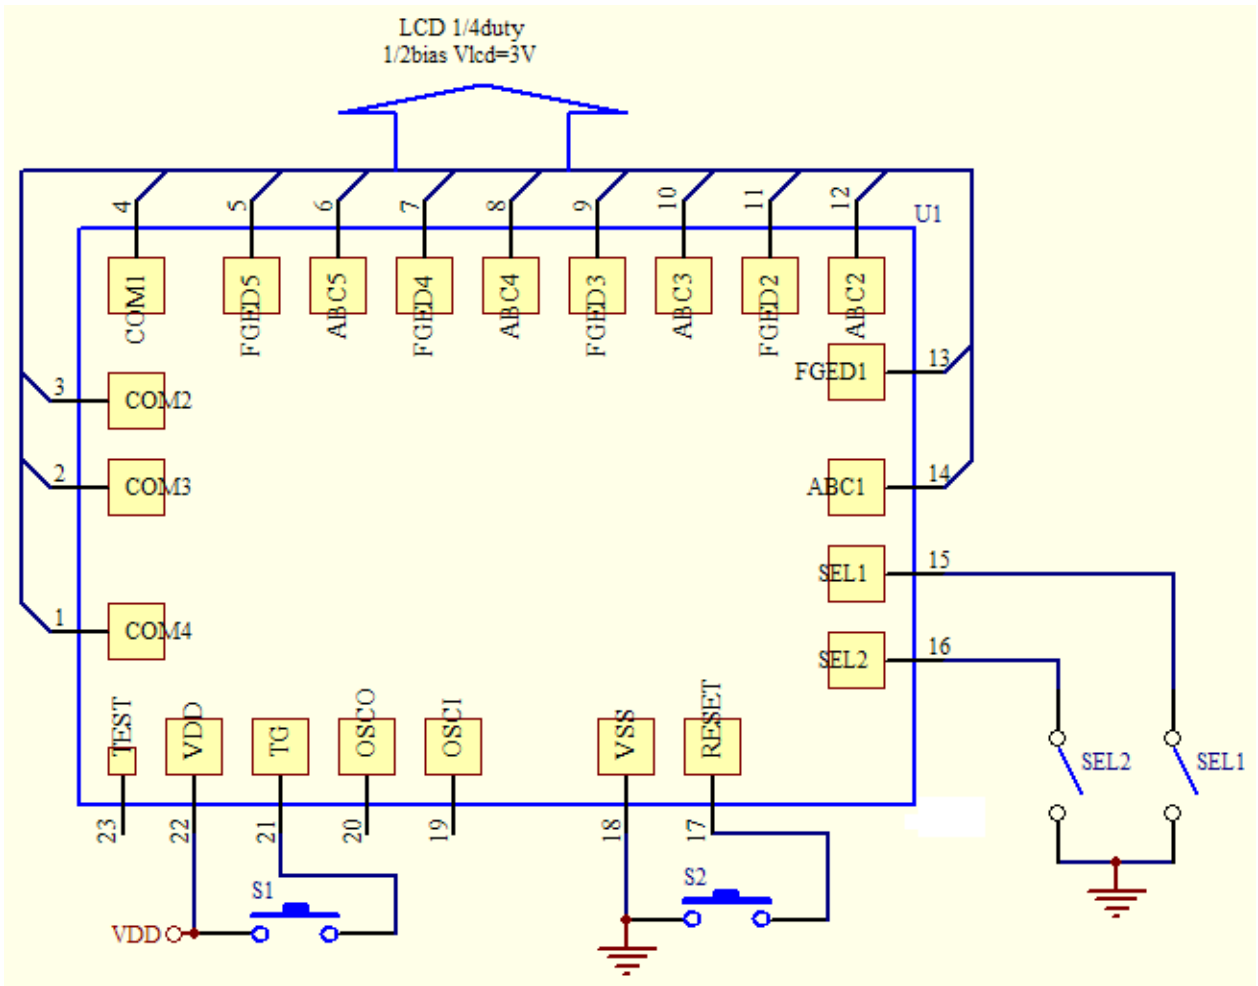 LCD 1/4duty
1/2bias Vlcd=3V
4
5
6
7
8
9
10
11
12
U1
COM1
FGED5
ABC5
FGED4
ABC4
FGED3
ABC3
FGED2
ABC2
FGED1
13
3
COM2
2
COM3
ABC1
14
SEL1
15
1
COM4
SEL2
16
TEST
VDD
TG
OSCO
OSCI
VSS
RESET
SEL2
SEL1
23
22
21
20
19
18
17
S1
S2
VDD